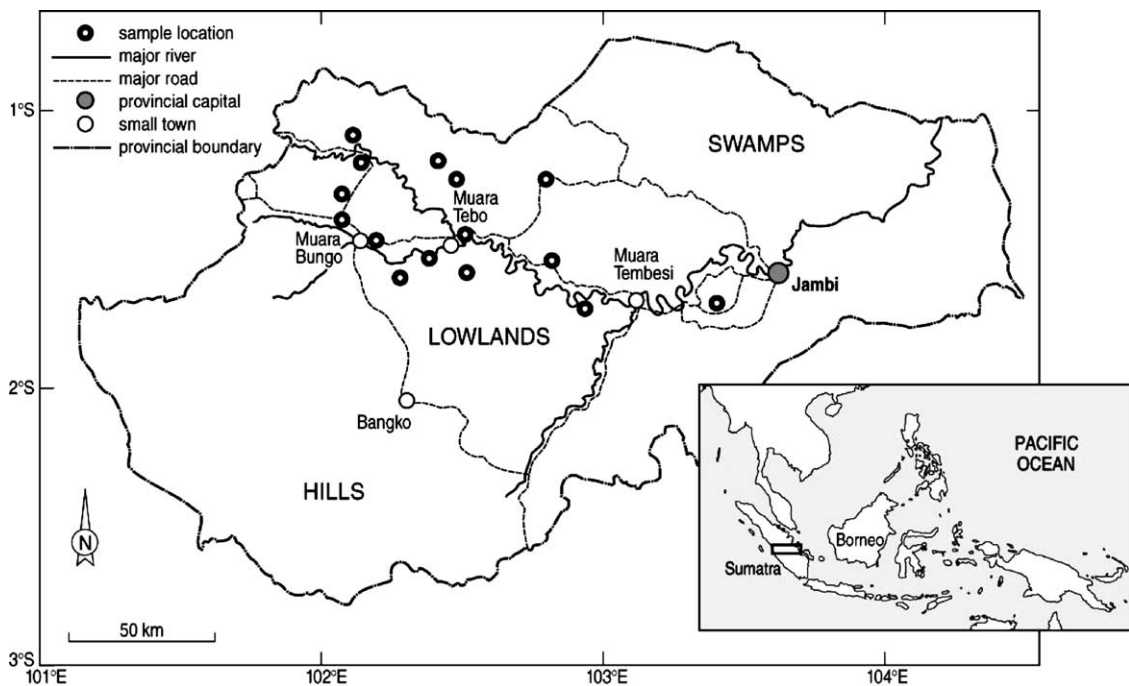 sample location
major river
major road
provincial capital
small town
provincial boundary
1°S
2°S
3°S
101°E
102°E
103°E
104°E
SWAMPS
Muara
Tebo
Muara
Bungo
Muara
Tembesi
Jambi
LOWLANDS
Bangko
HILLS
N
50 km
PACIFIC
OCEAN
Borneo
Sumatra